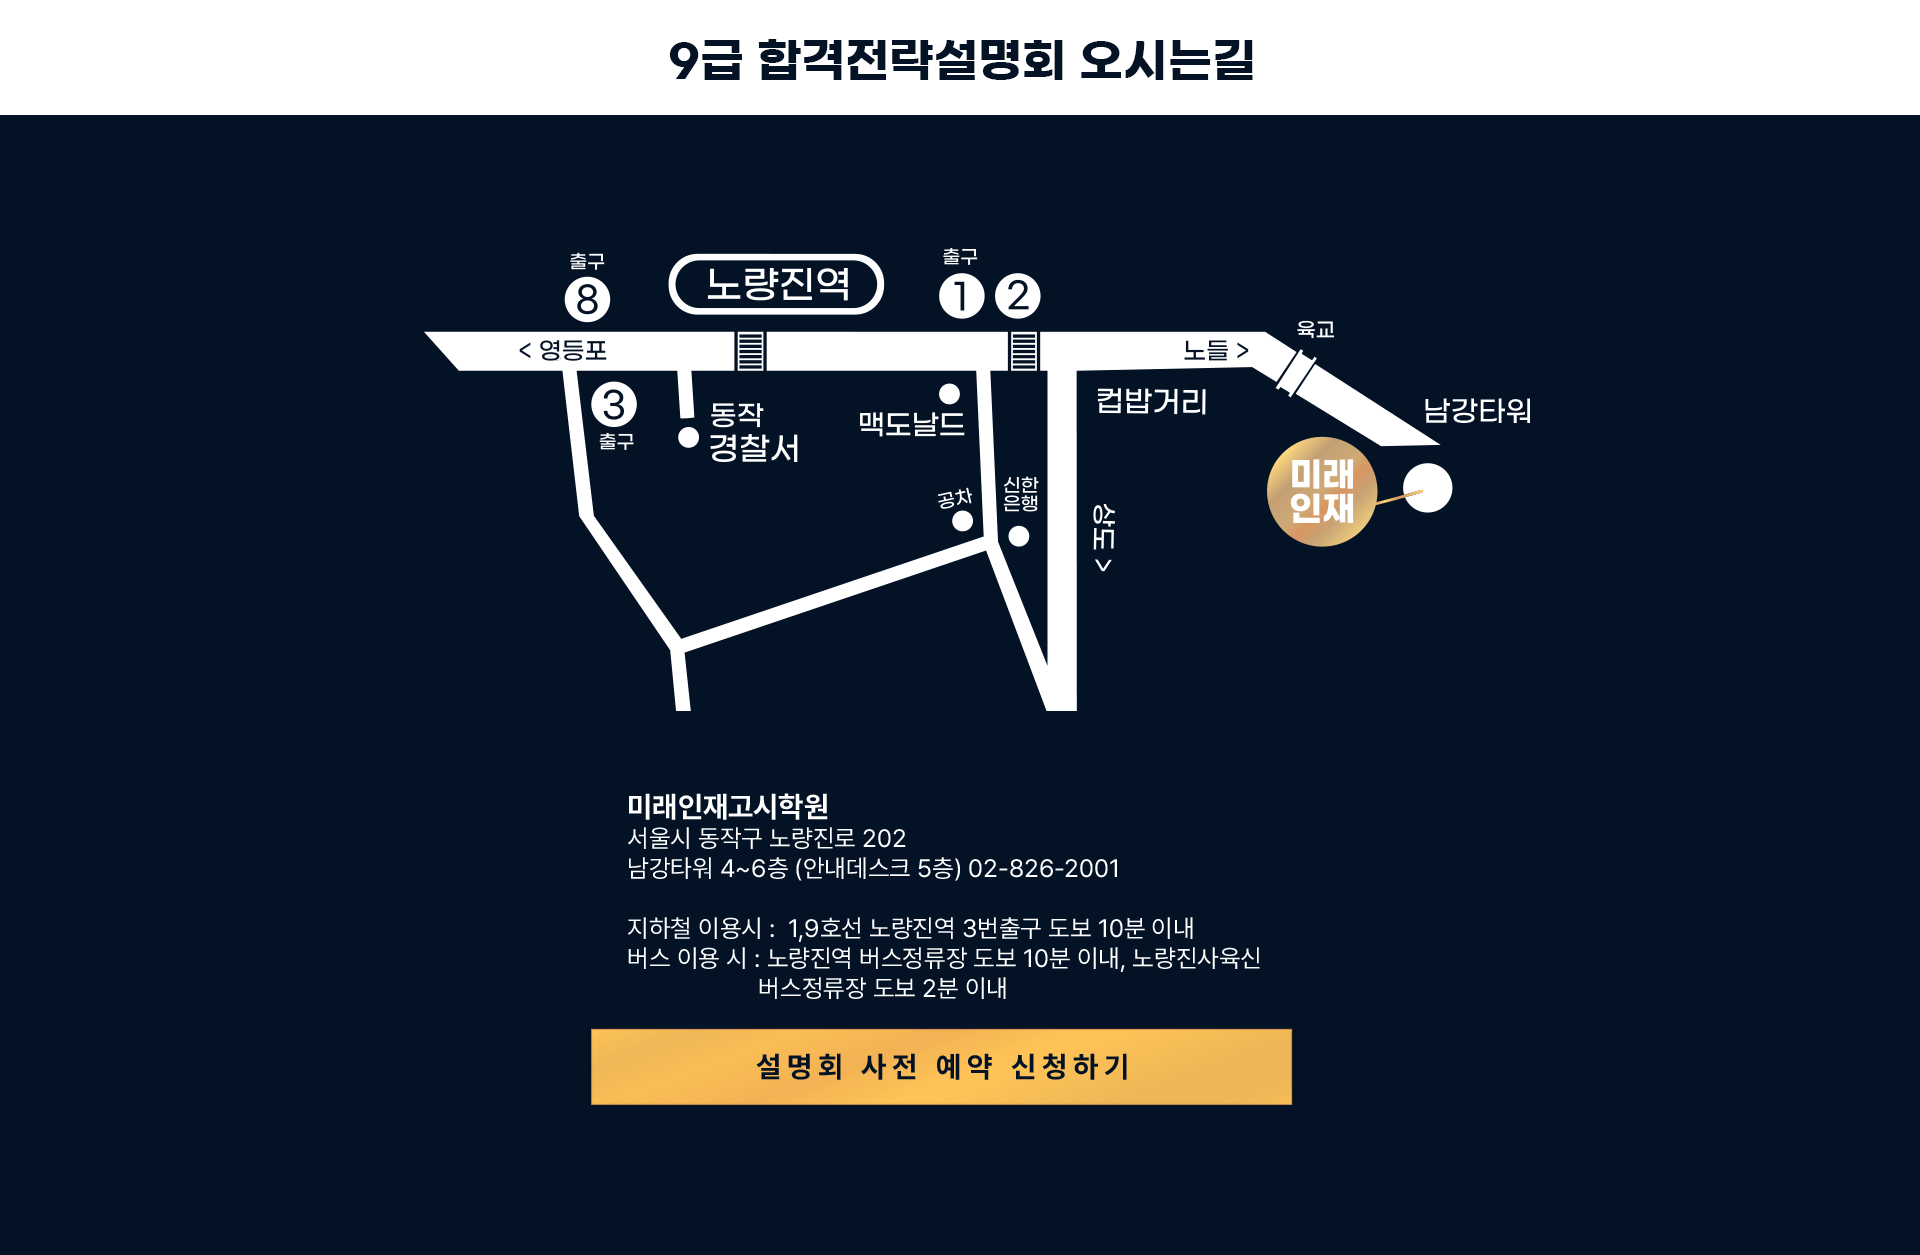 9급 합격전략설명회 오시는길
출구
8
노량진역
출구
1 2
< 영등포
노들 >
육교
3
출구
동작
경찰서
맥도날드
컵밥거리
남강타워
미래
인재
공차
신한
은행
상도 >
미래인재고시학원
서울시 동작구 노량진로 202
남강타워 4~6층 (안내데스크 5층) 02-826-2001
지하철 이용시 : 1,9호선 노량진역 3번출구 도보 10분 이내
버스 이용 시 : 노량진역 버스정류장 도보 10분 이내, 노량진사육신
버스정류장 도보 2분 이내
설명회 사전 예약 신청하기